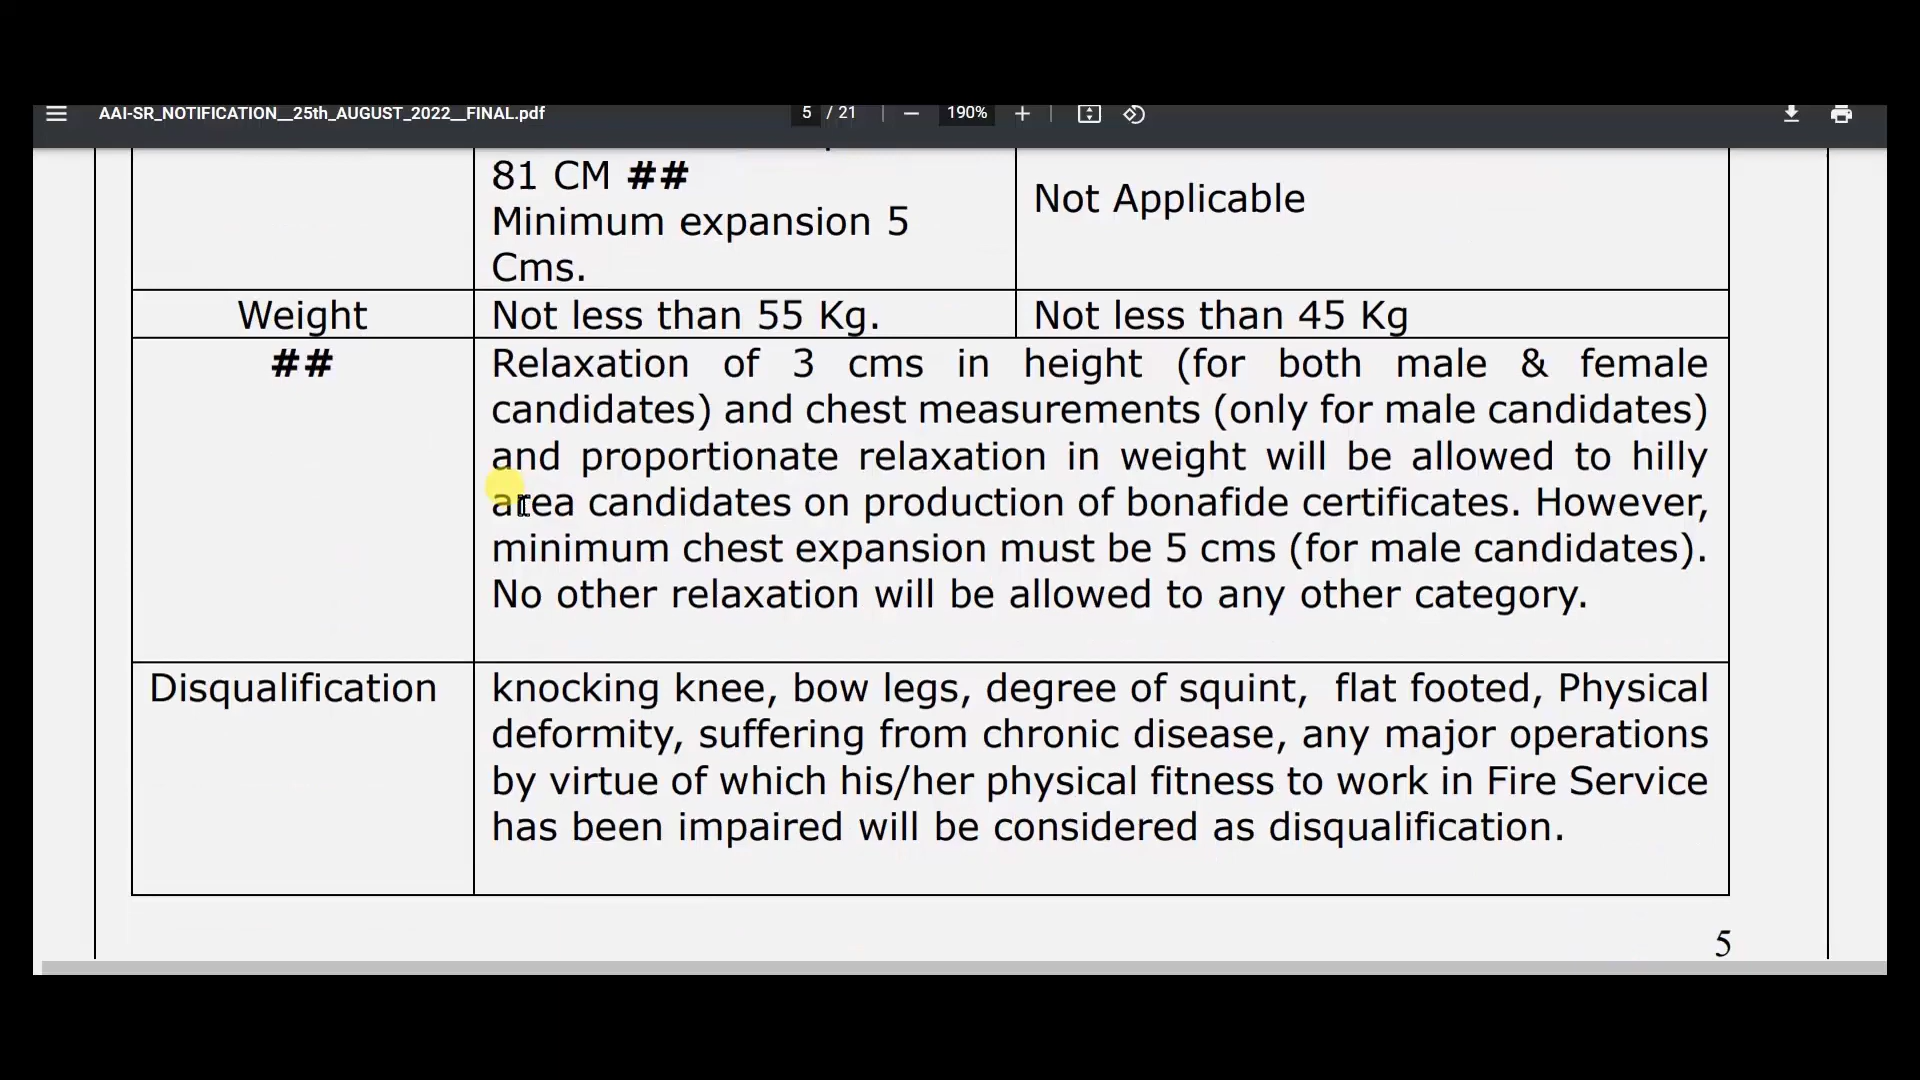 AAI-SR_NOTIFICATION__25th_AUGUST_2022__FINAL.pdf
5 / 21
190%
81 CM ##
Minimum expansion 5
Cms.
Not Applicable
Weight
Not less than 55 Kg.
Not less than 45 Kg
##
Relaxation of 3 cms in height (for both male & female
candidates) and chest measurements (only for male candidates)
and proportionate relaxation in weight will be allowed to hilly
area candidates on production of bonafide certificates. However,
minimum chest expansion must be 5 cms (for male candidates).
No other relaxation will be allowed to any other category.
Disqualification
knocking knee, bow legs, degree of squint, flat footed, Physical
deformity, suffering from chronic disease, any major operations
by virtue of which his/her physical fitness to work in Fire Service
has been impaired will be considered as disqualification.
5